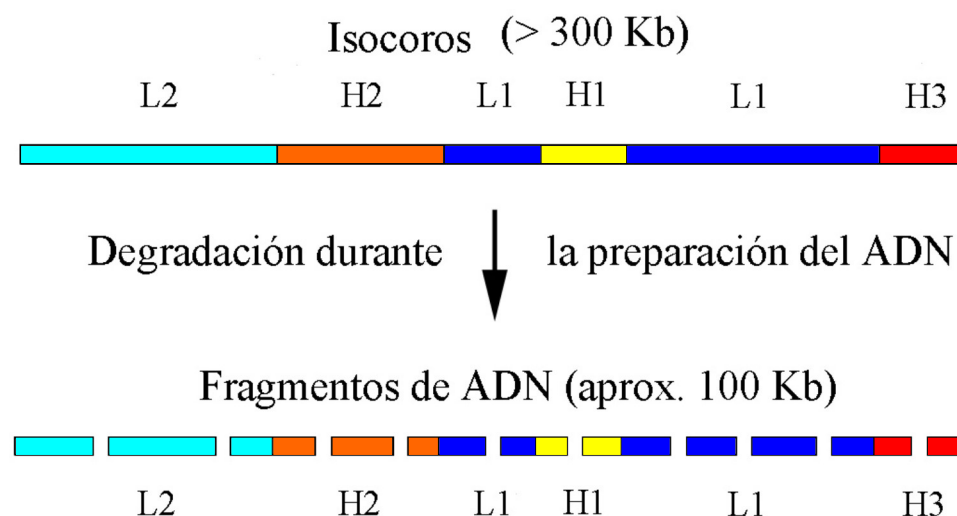 Isocoros (> 300 Kb)
L2 H2 L1 H1 L1 H3
Degradación durante la preparación del ADN
Fragmentos de ADN (aprox. 100 Kb)
L2 H2 L1 H1 L1 H3